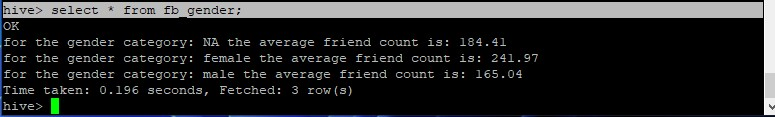 hive> select * from fb_gender;
OK
for the gender category: NA the average friend count is: 184.41
for the gender category: female the average friend count is: 241.97
for the gender category: male the average friend count is: 165.04
Time taken: 0.196 seconds, Fetched: 3 row(s)
hive>